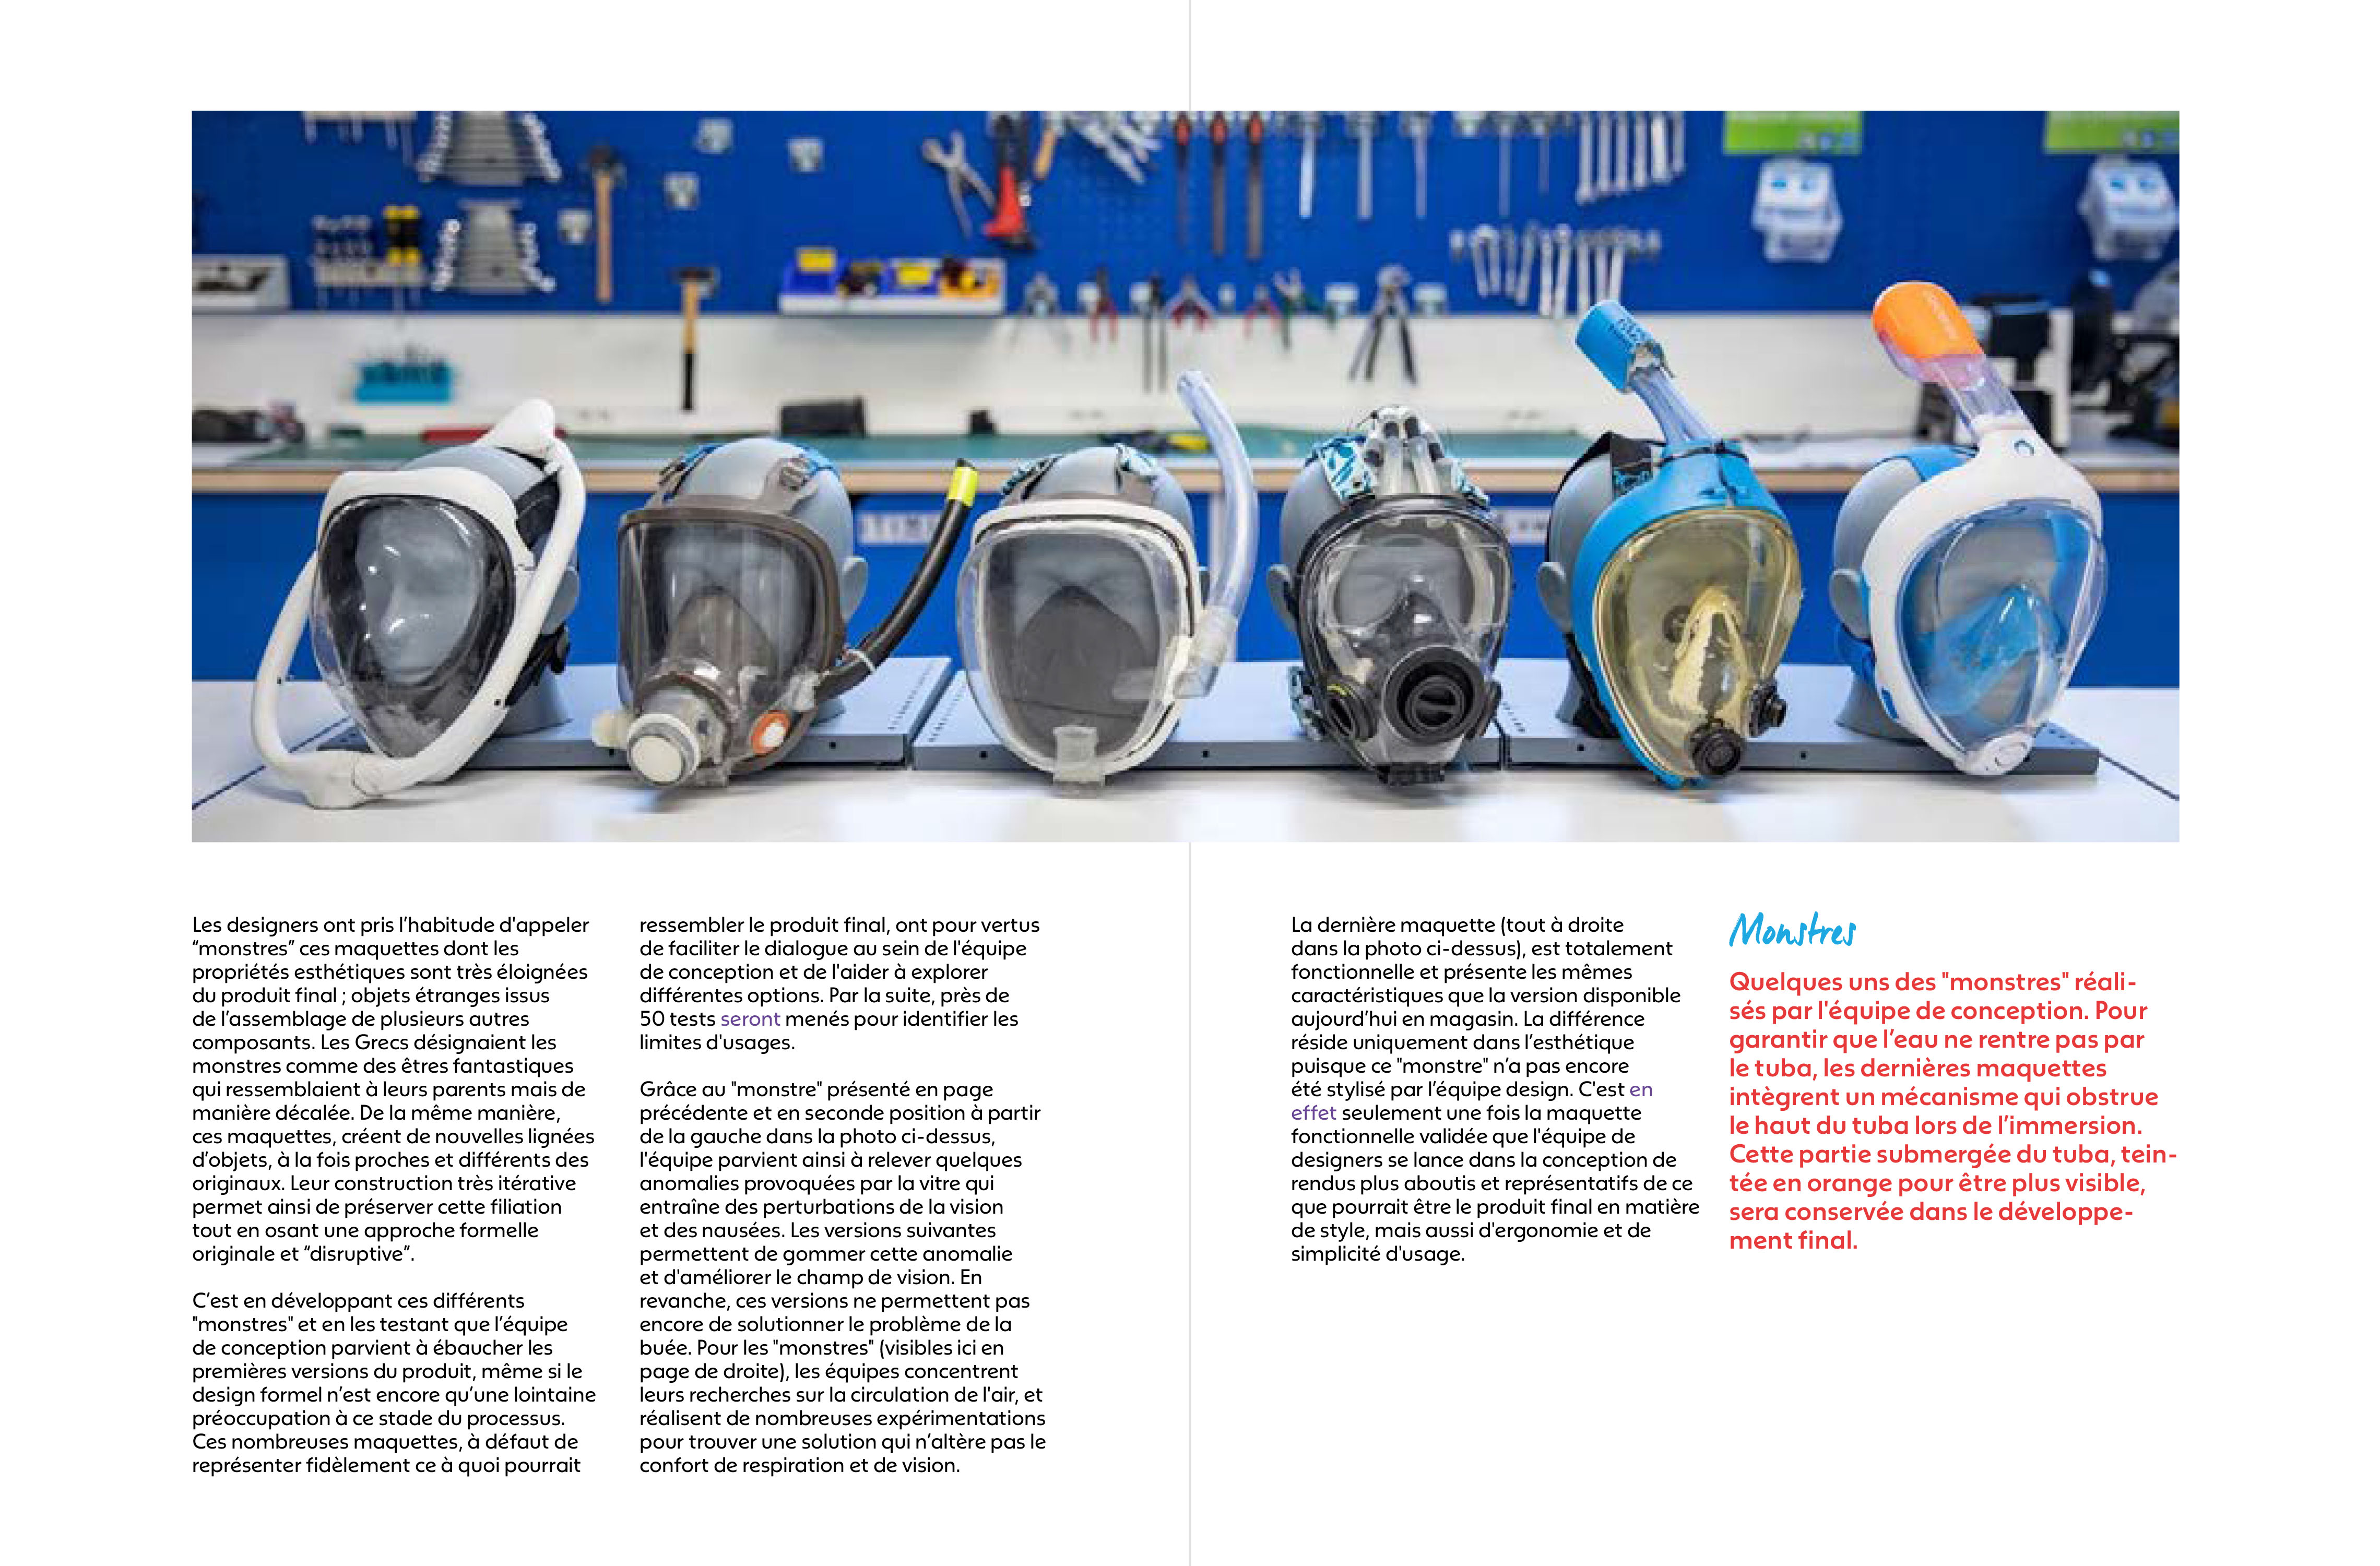 Les designers ont pris l’habitude d'appeler
“monstres” ces maquettes dont les
propriétés esthétiques sont très éloignées
du produit final ; objets étranges issus
de l’assemblage de plusieurs autres
composants. Les Grecs désignaient les
monstres comme des êtres fantastiques
qui ressemblaient à leurs parents mais de
manière décalée. De la même manière,
ces maquettes, créent de nouvelles lignées
d’objets, à la fois proches et différents des
originaux. Leur construction très itérative
permet ainsi de préserver cette filiation
tout en osant une approche formelle
originale et “disruptive”.
C’est en développant ces différents
"monstres" et en les testant que l’équipe
de conception parvient à ébaucher les
premières versions du produit, même si le
design formel n’est encore qu’une lointaine
préoccupation à ce stade du processus.
Ces nombreuses maquettes, à défaut de
représenter fidèlement ce à quoi pourrait
ressembler le produit final, ont pour vertus
de faciliter le dialogue au sein de l'équipe
de conception et de l'aider à explorer
différentes options. Par la suite, près de
50 tests seront menés pour identifier les
limites d'usages.
Grâce au "monstre" présenté en page
précédente et en seconde position à partir
de la gauche dans la photo ci-dessus,
l'équipe parvient ainsi à relever quelques
anomalies provoquées par la vitre qui
entraîne des perturbations de la vision
et des nausées. Les versions suivantes
permettent de gommer cette anomalie
et d'améliorer le champ de vision. En
revanche, ces versions ne permettent pas
encore de solutionner le problème de la
buée. Pour les "monstres" (visibles ici en
page de droite), les équipes concentrent
leurs recherches sur la circulation de l'air, et
réalisent de nombreuses expérimentations
pour trouver une solution qui n’altère pas le
confort de respiration et de vision.
La dernière maquette (tout à droite
dans la photo ci-dessus), est totalement
fonctionnelle et présente les mêmes
caractéristiques que la version disponible
aujourd’hui en magasin. La différence
réside uniquement dans l’esthétique
puisque ce "monstre" n’a pas encore
été stylisé par l’équipe design. C'est en
effet seulement une fois la maquette
fonctionnelle validée que l'équipe de
designers se lance dans la conception de
rendus plus aboutis et représentatifs de ce
que pourrait être le produit final en matière
de style, mais aussi d'ergonomie et de
simplicité d'usage.
Monstres
Quelques uns des "monstres" réali-
sés par l'équipe de conception. Pour
garantir que l’eau ne rentre pas par
le tuba, les dernières maquettes
intègrent un mécanisme qui obstrue
le haut du tuba lors de l’immersion.
Cette partie submergée du tuba, tein-
tée en orange pour être plus visible,
sera conservée dans le développe-
ment final.